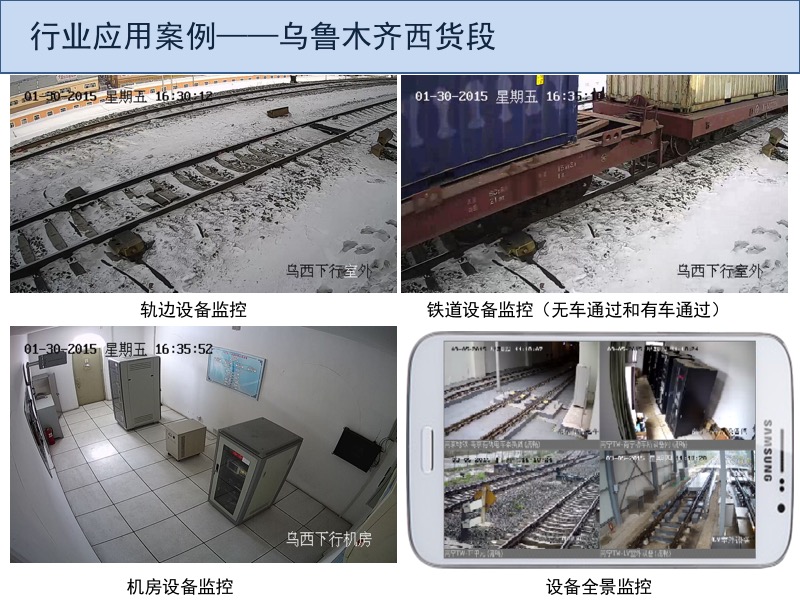 行业应用案例——乌鲁木齐西货段
01-30-2015 星期五 16:30:12
乌西下行室外
01-30-2015 星期五 16:35:10
乌西下行室外
轨边设备监控
铁道设备监控（无车通过和有车通过）
01-30-2015 星期五 16:35:52
乌西下行机房
SAMSUNG
机房设备监控
设备全景监控